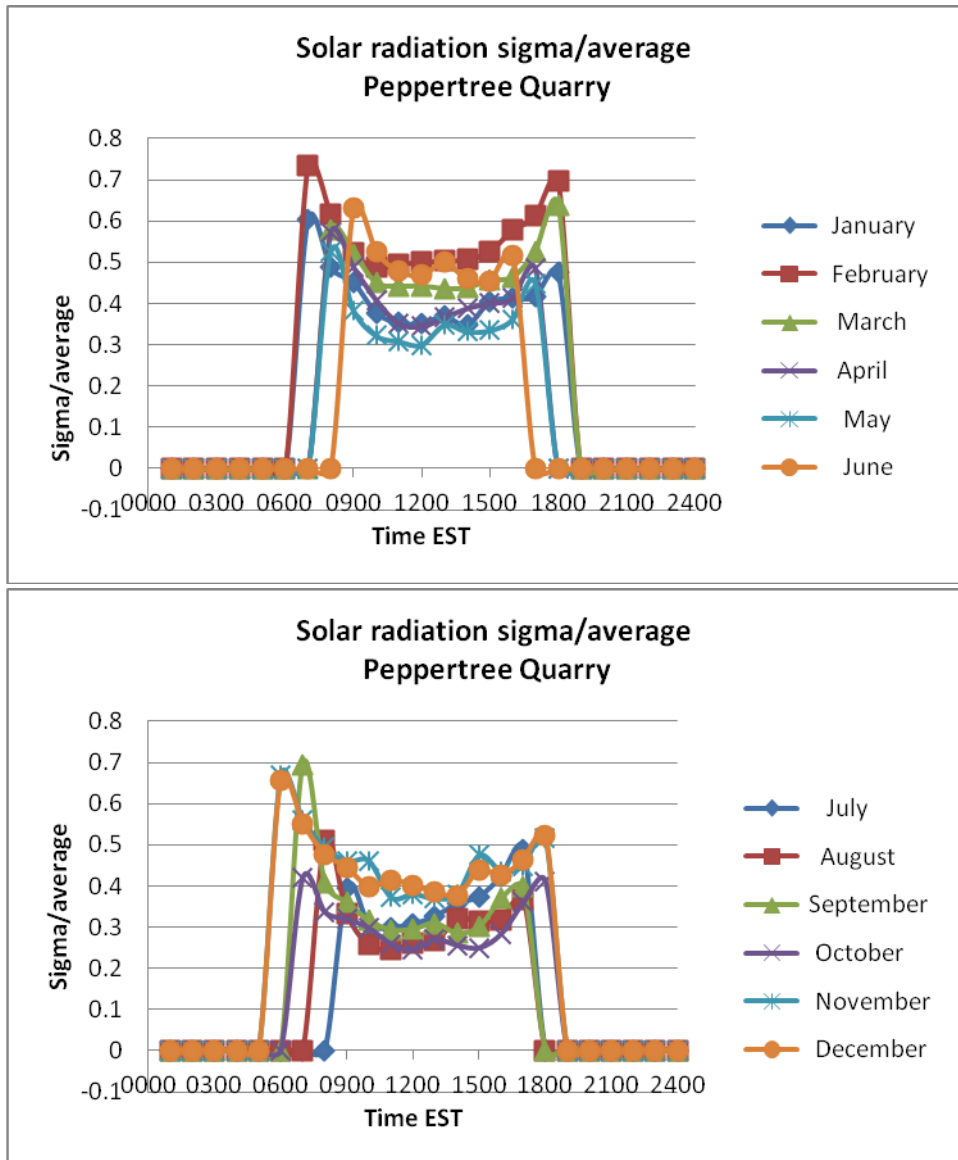 Solar radiation sigma/average
Peppertree Quarry
0.8
0.7
0.6
0.5
0.4
0.3
0.2
0.1
0
-0.1
Sigma/average
0000 0300 0600 0900 1200 1500 1800 2100 2400
Time EST
January
February
March
April
May
June
Solar radiation sigma/average
Peppertree Quarry
0.8
0.7
0.6
0.5
0.4
0.3
0.2
0.1
0
-0.1
Sigma/average
0000 0300 0600 0900 1200 1500 1800 2100 2400
Time EST
July
August
September
October
November
December